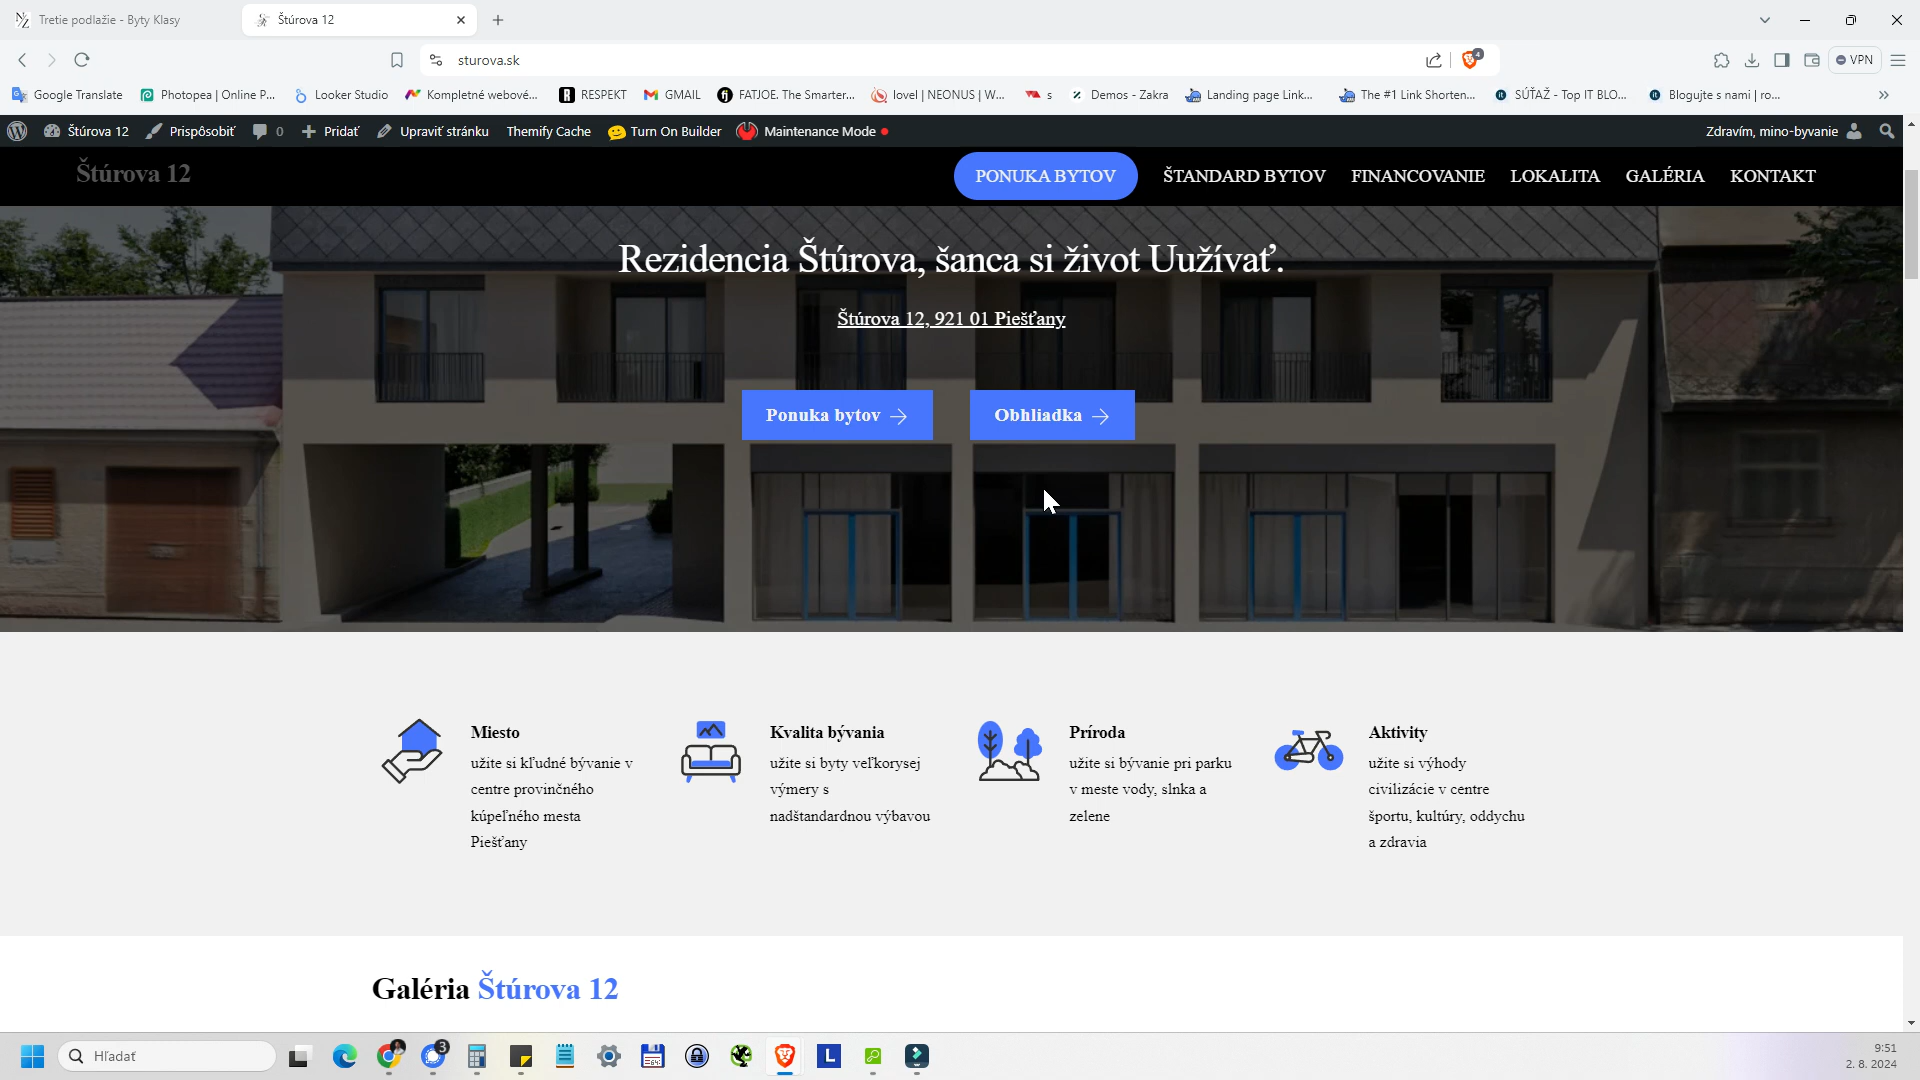 Tretie podlažie - Byty Klasy
Štúrova 12
sturova.sk
4
VPN
Google Translate
Photopea | Online P...
Looker Studio
Kompletné webové...
RESPEKT
GMAIL
FATJOE. The Smarter...
lovel | NEONUS | W...
s
Demos - Zakra
Landing page Link...
The #1 Link Shorten...
SÚŤAŽ - Top IT BLO...
Blogujte s nami | ro...
Štúrova 12
Prispôsobiť
0
Pridať
Upraviť stránku
Themify Cache
Turn On Builder
Maintenance Mode
Zdravím, mino-byvanie
Štúrova 12
PONUKA BYTOV
ŠTANDARD BYTOV
FINANCOVANIE
LOKALITA
GALÉRIA
KONTAKT
Rezidencia Štúrova, šanca si život Uužívať.
Štúrova 12, 921 01 Piešťany
Ponuka bytov
Obhliadka
Miesto
užite si kľudné bývanie v
centre provinčného
kúpeľného mesta
Piešťany
Kvalita bývania
užite si byty veľkorysej
výmery s
nadštandardnou výbavou
Príroda
užite si bývanie pri parku
v meste vody, slnka a
zelene
Aktivity
užite si výhody
civilizácie v centre
športu, kultúry, oddychu
a zdravia
Galéria Štúrova 12
Hľadať
3
L
9:51
2. 8. 2024